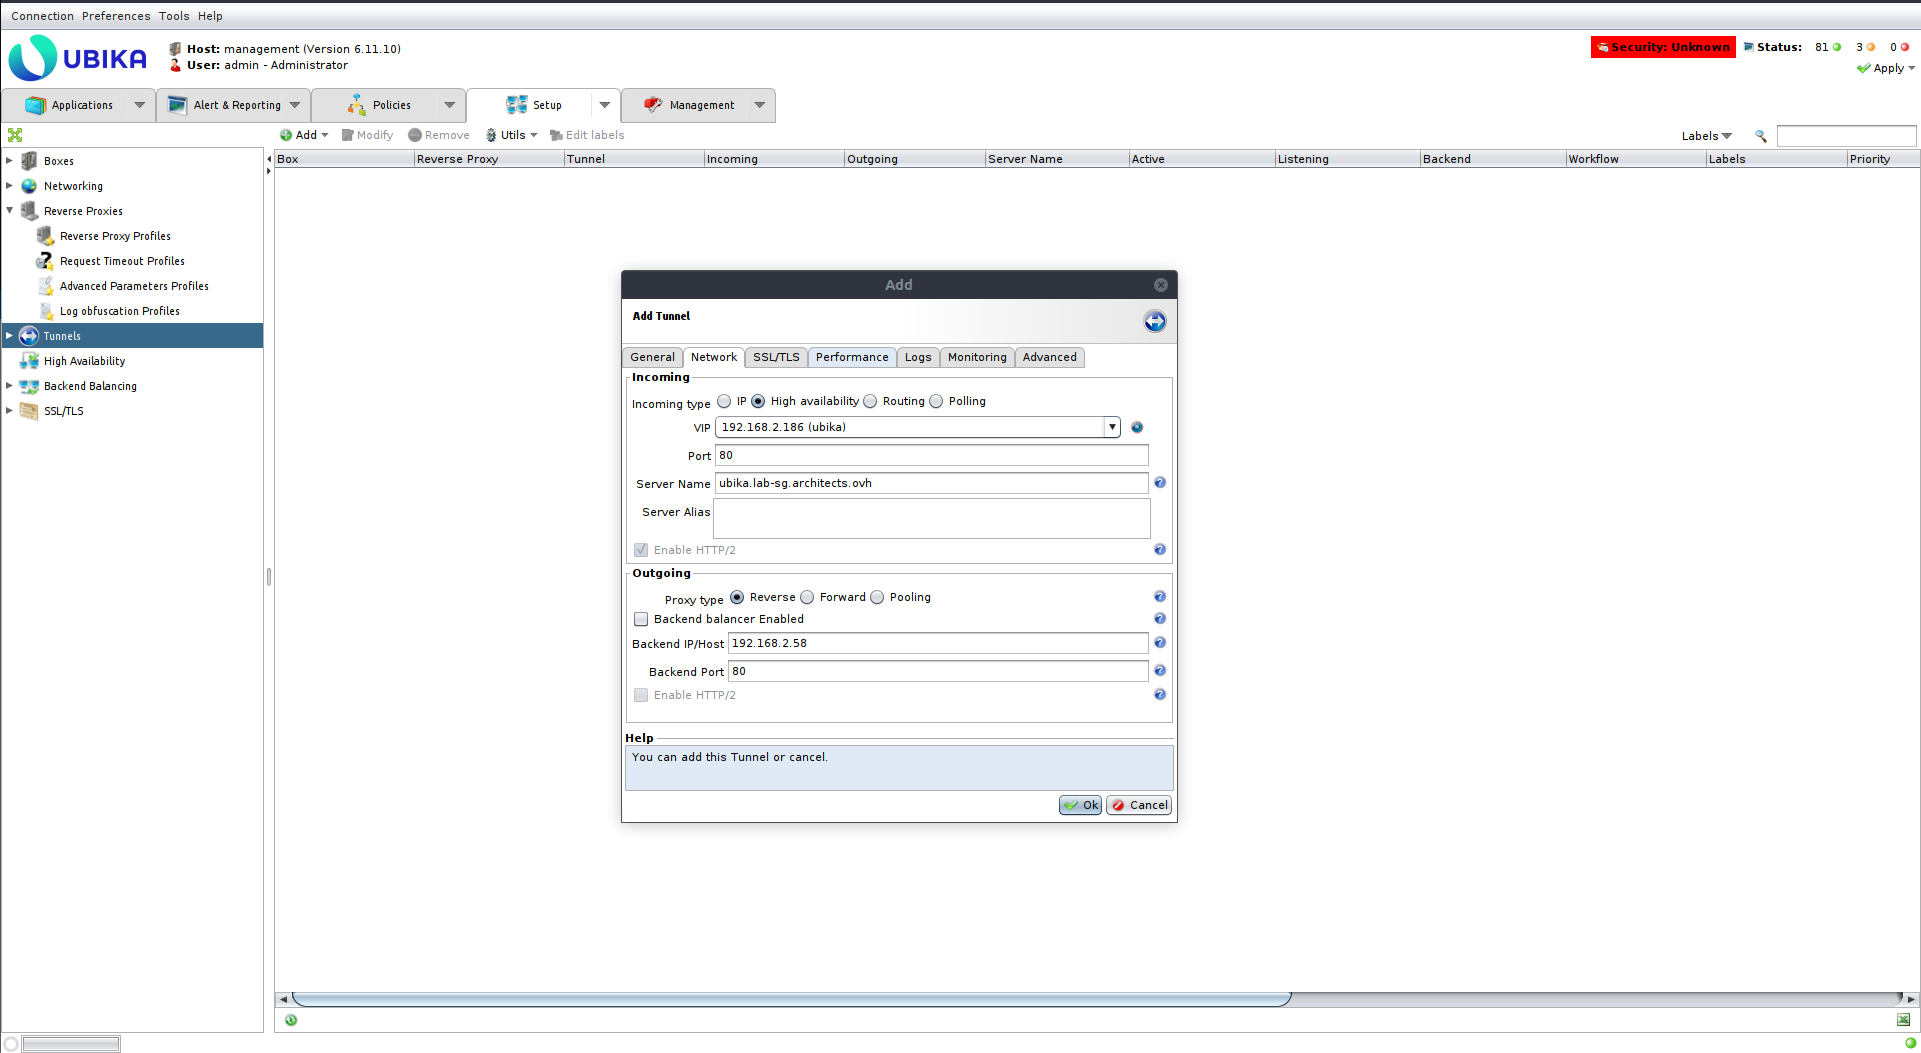 Connection Preferences Tools Help
UBIKA
Host: management (Version 6.11.10)
User: admin - Administrator
Security: Unknown Status: 81 3 0
Apply
Applications Alert & Reporting Policies Setup Management
Add Modify Remove Utils Edit labels Labels
Box Reverse Proxy Tunnel Incoming Outgoing Server Name Active Listening Backend Workflow Labels Priority
Boxes
Networking
Reverse Proxies
Reverse Proxy Profiles
Request Timeout Profiles
Advanced Parameters Profiles
Log obfuscation Profiles
Tunnels
High Availability
Backend Balancing
SSL/TLS
Add
Add Tunnel
General Network SSL/TLS Performance Logs Monitoring Advanced
Incoming
Incoming type IP High availability Routing Polling
VIP 192.168.2.186 (ubika)
Port 80
Server Name ubika.lab-sg.architects.ovh
Server Alias
Enable HTTP/2
Outgoing
Proxy type Reverse Forward Pooling
Backend balancer Enabled
Backend IP/Host 192.168.2.58
Backend Port 80
Enable HTTP/2
Help
You can add this Tunnel or cancel.
Ok Cancel